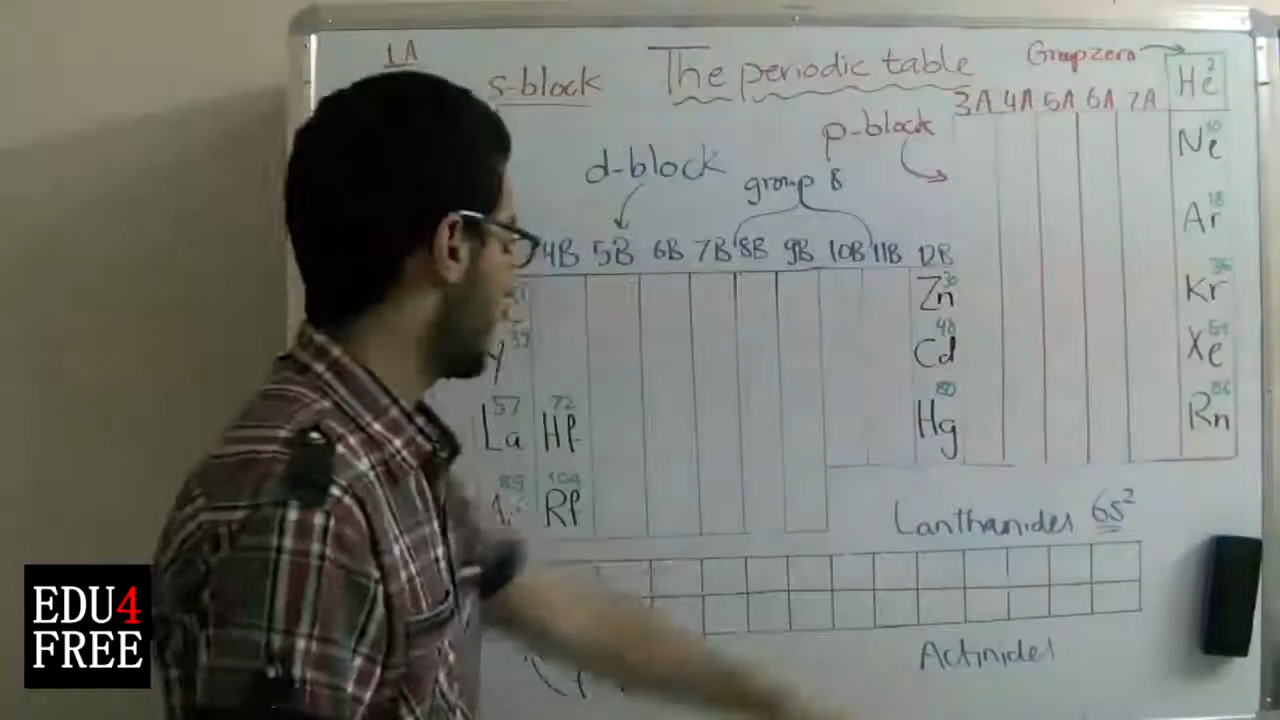 1A
s-block
The periodic table
Group zero
He 2
3A 4A 5A 6A 7A
p-block
Ne 10
d-block
group 8
Ar 18
4B 5B 6B 7B 8B 9B 10B 11B 12B
Zn 30
Kr 36
Y 39
Cd 48
Xe 54
La 57
Hf 72
Hg 80
Rn 86
89
Rf 104
Lanthanides 6s²
Actinides
EDU4
FREE